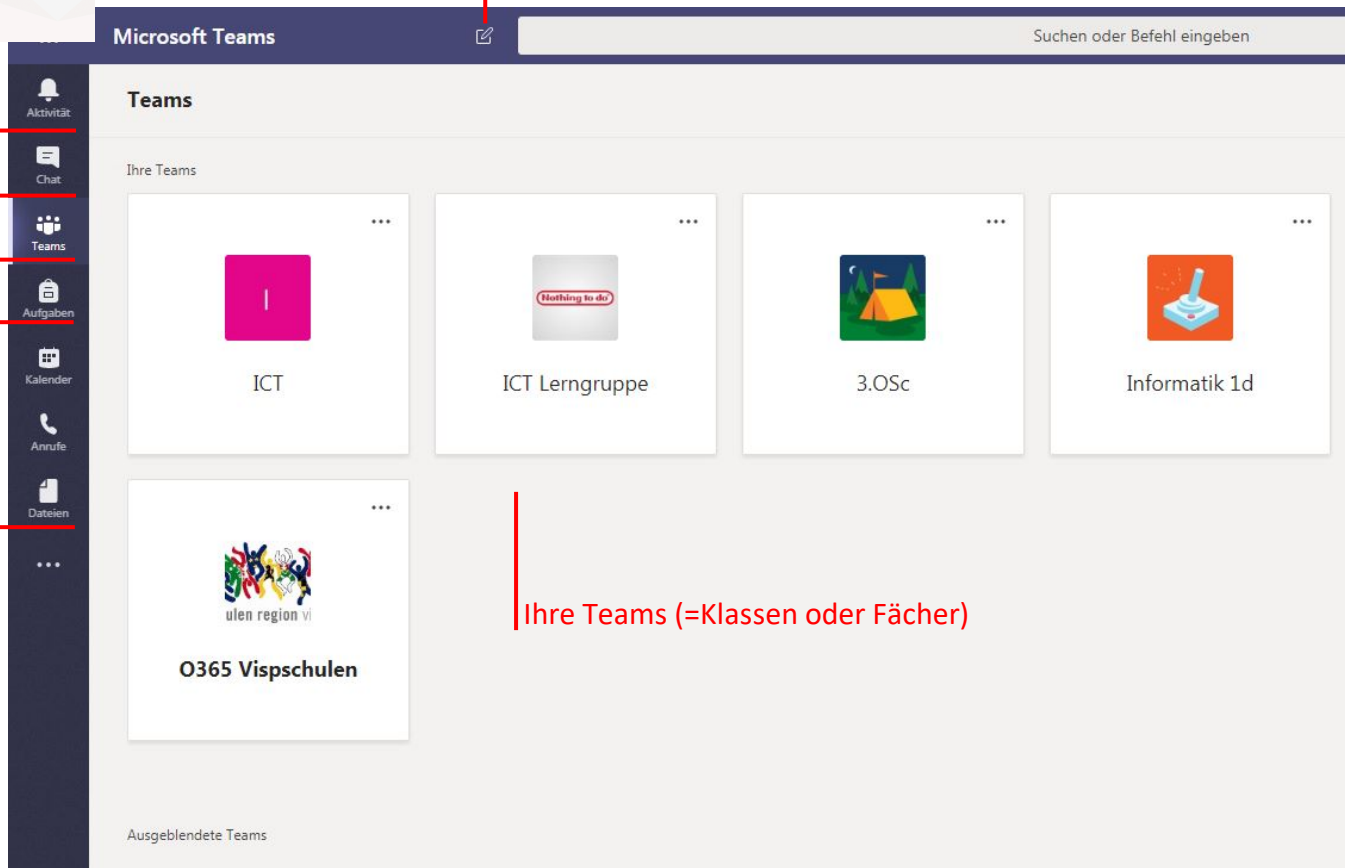 Microsoft Teams
Suchen oder Befehl eingeben
Aktivität
Chat
Teams
Aufgaben
Kalender
Anrufe
Dateien
Teams
Ihre Teams
I
ICT
Nothing to do
ICT Lerngruppe
3.OSc
Informatik 1d
ulen region vi
O365 Vispschulen
Ihre Teams (=Klassen oder Fächer)
Ausgeblendete Teams